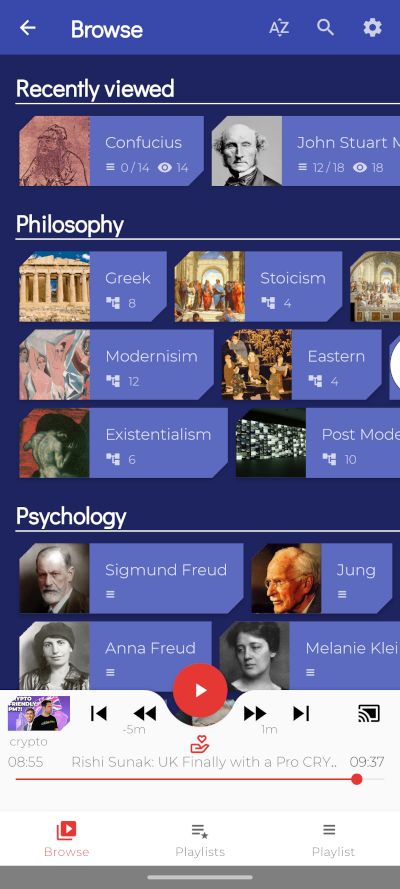 Browse
AZ
Recently viewed
Confucius
0 / 14 14
John Stuart M
12 / 18 18
Philosophy
Greek
8
Stoicism
4
Modernisim
12
Eastern
4
Existentialism
6
Post Mode
10
Psychology
Sigmund Freud
Jung
Anna Freud
Melanie Klei
CRYPTO
FRIENDLY
PM?!
-5m
1m
crypto
08:55
Rishi Sunak: UK Finally with a Pro CRY..
09:37
Browse
Playlists
Playlist